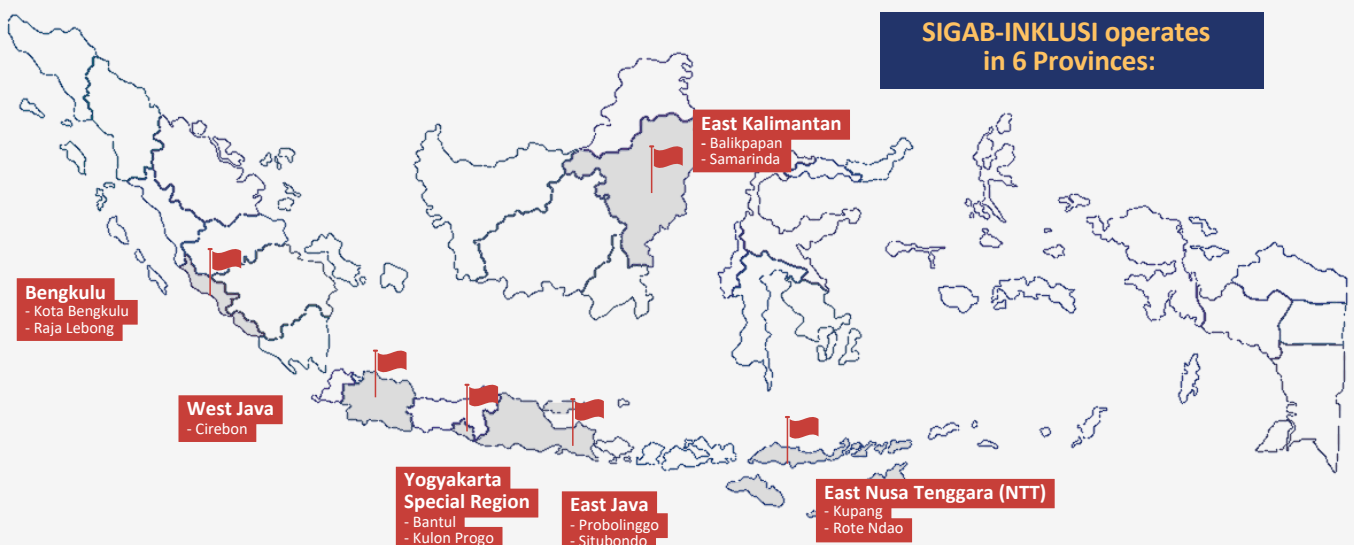 SIGAB-INKLUSI operates
in 6 Provinces:
East Kalimantan
- Balikpapan
- Samarinda
Bengkulu
- Kota Bengkulu
- Raja Lebong
West Java
- Cirebon
Yogyakarta
Special Region
- Bantul
- Kulon Progo
East Java
- Probolinggo
- Situbondo
East Nusa Tenggara (NTT)
- Kupang
- Rote Ndao